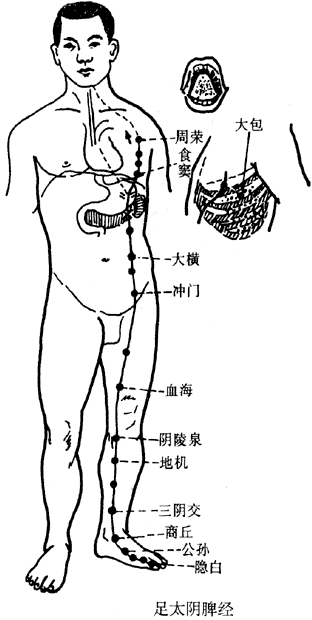 大包
周荣
食
窦
大横
冲门
血海
阴陵泉
地机
三阴交
商丘
公孙
隐白
足太阴脾经